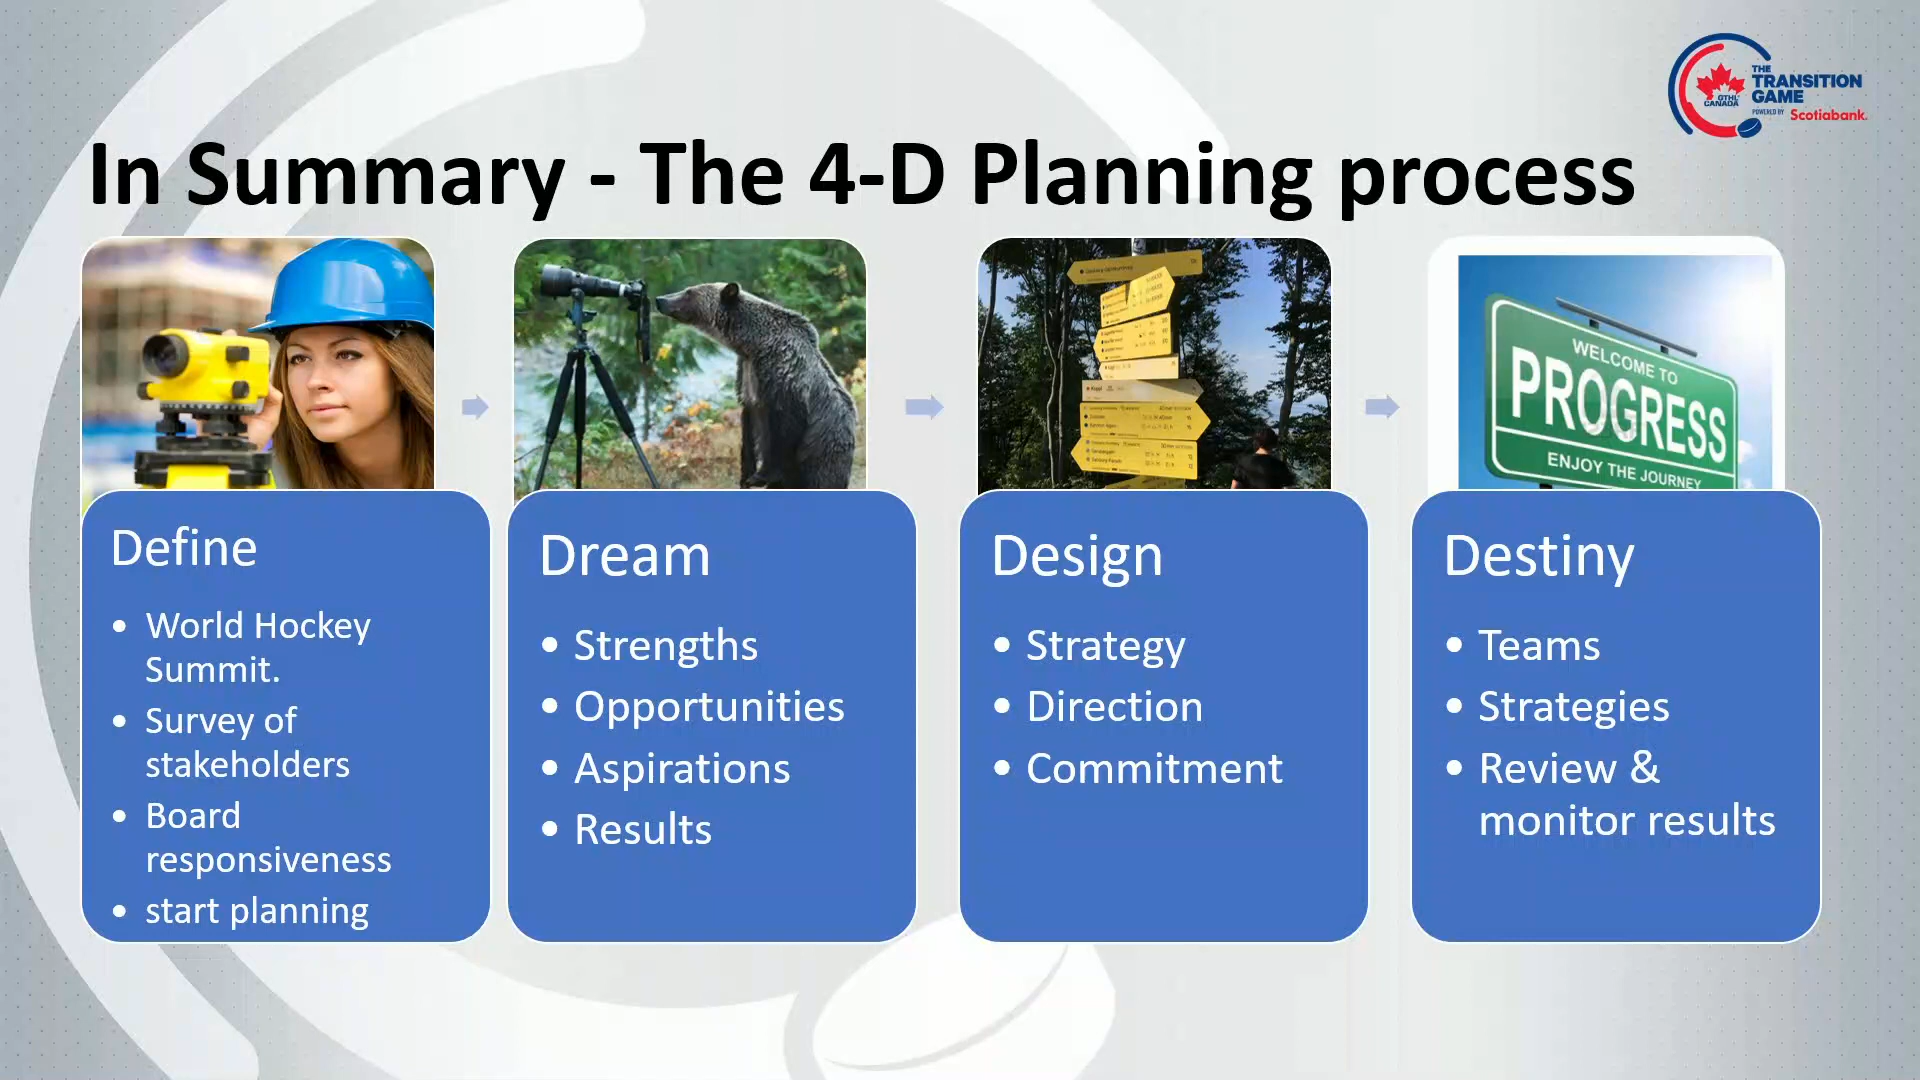 THE
TRANSITION
GAME
GTHL
CANADA
POWERED BY Scotiabank
In Summary - The 4-D Planning process
WELCOME TO
PROGRESS
ENJOY THE JOURNEY
Define
• World Hockey
Summit.
• Survey of
stakeholders
• Board
responsiveness
• start planning
Dream
• Strengths
• Opportunities
• Aspirations
• Results
Design
• Strategy
• Direction
• Commitment
Destiny
• Teams
• Strategies
• Review &
monitor results